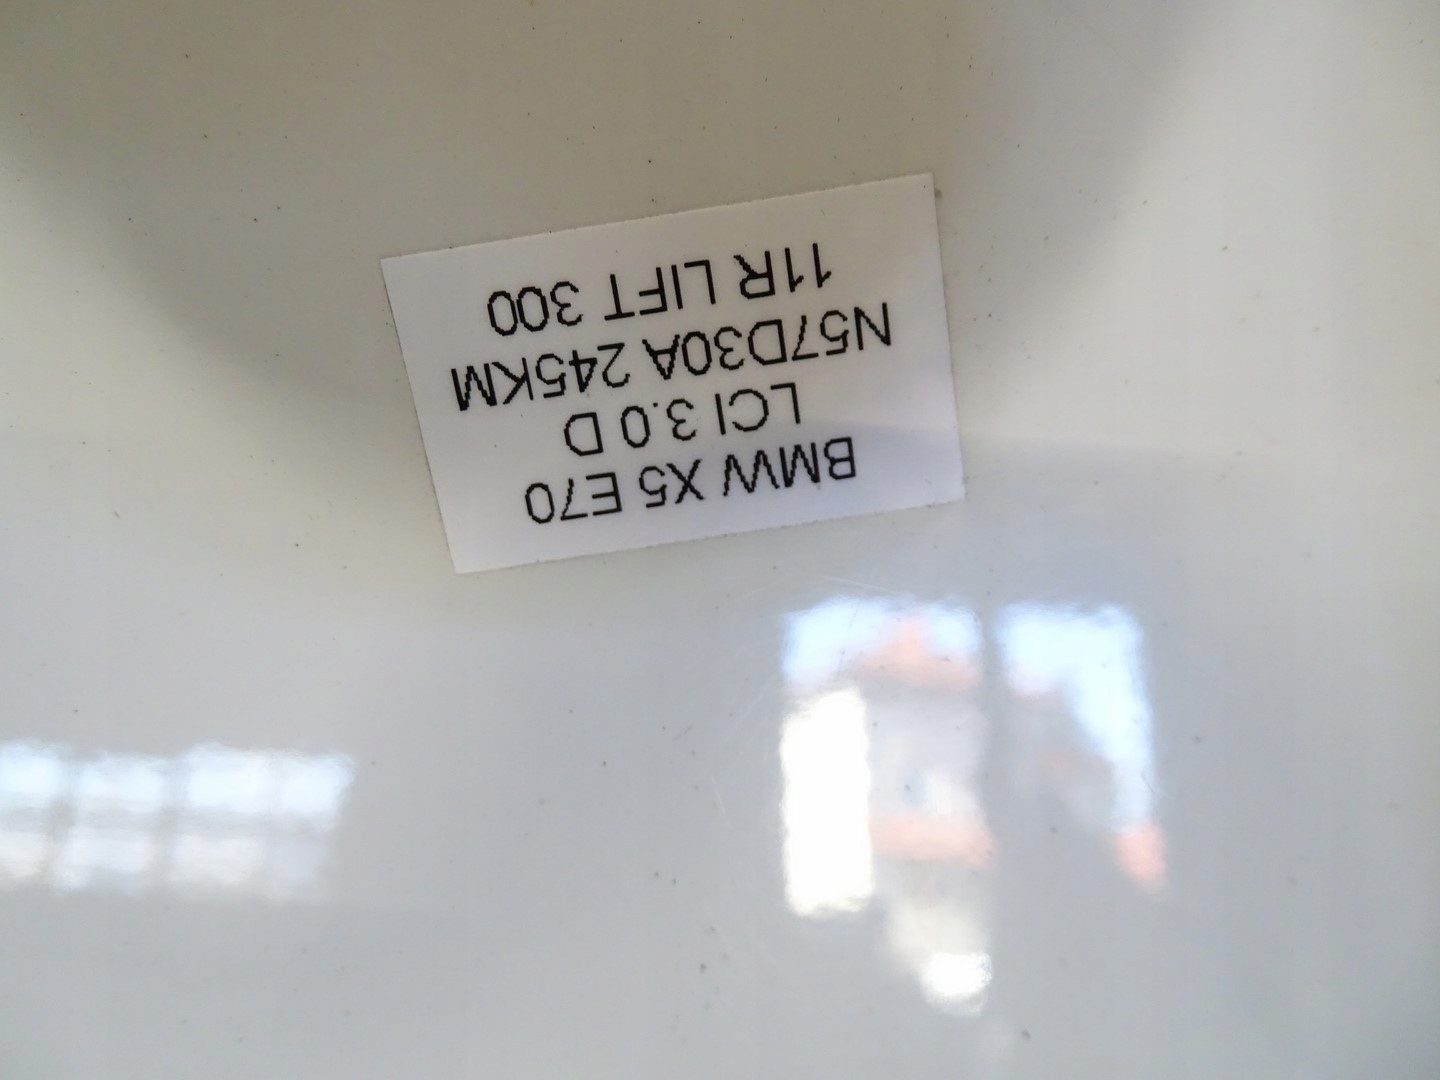 BMW X5 E70
LCI 3.0 D
N57D30A 245KM
11R LIFT 300